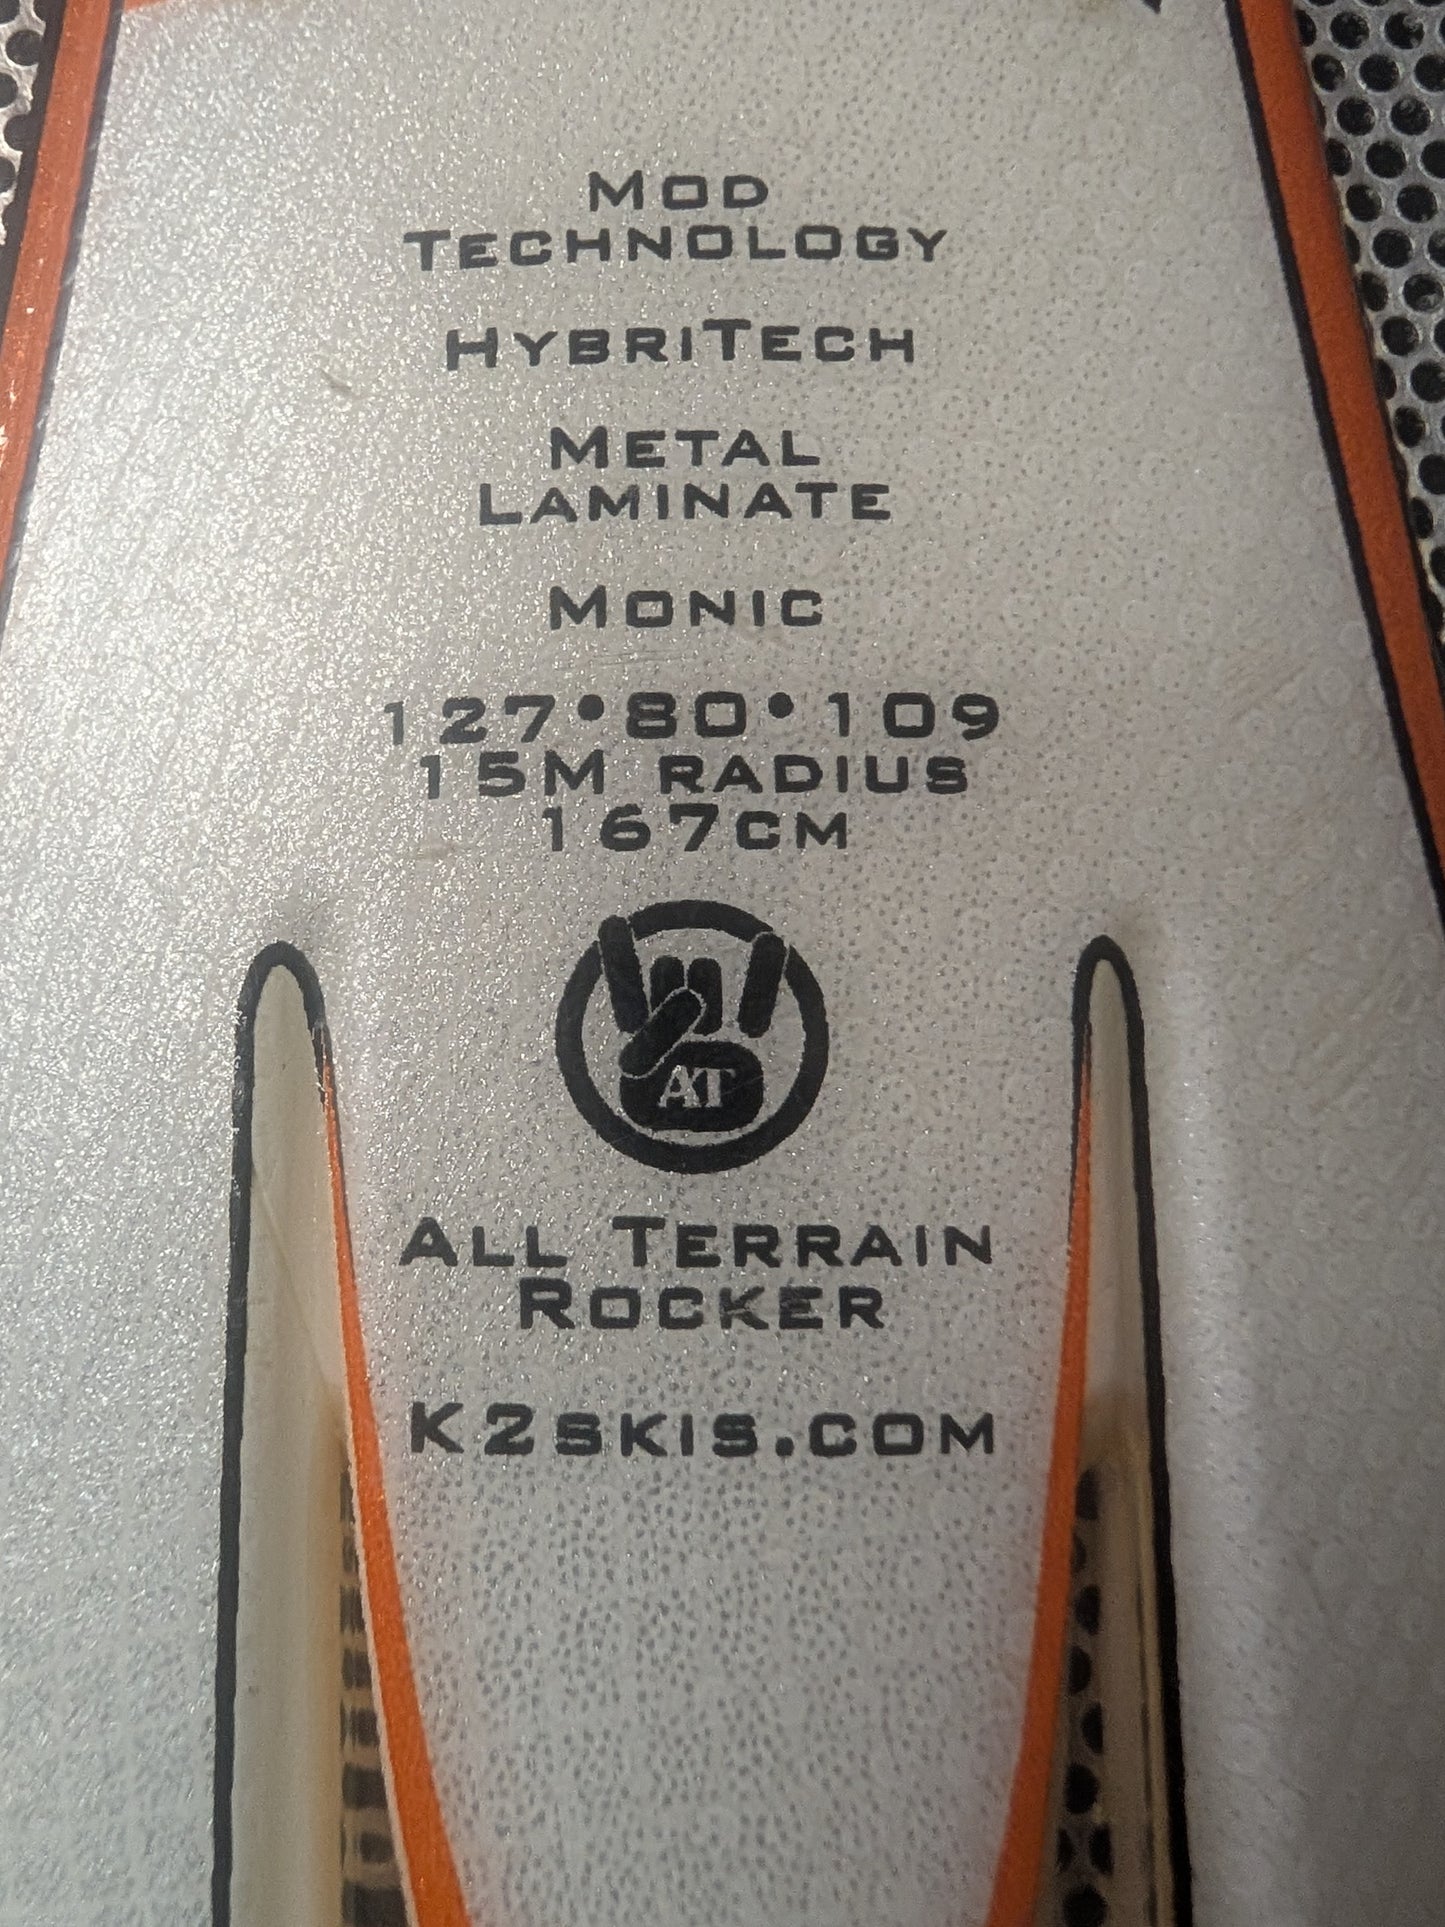 MOD
TECHNOLOGY
HYBRITECH
METAL
LAMINATE
MONIC
127•80•109
15M RADIUS
167CM
AT
ALL TERRAIN
ROCKER
K2SKIS.COM